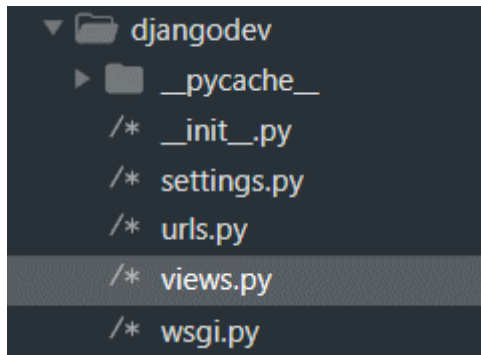 djangodev
__pycache__
/* __init__.py
/* settings.py
/* urls.py
/* views.py
/* wsgi.py